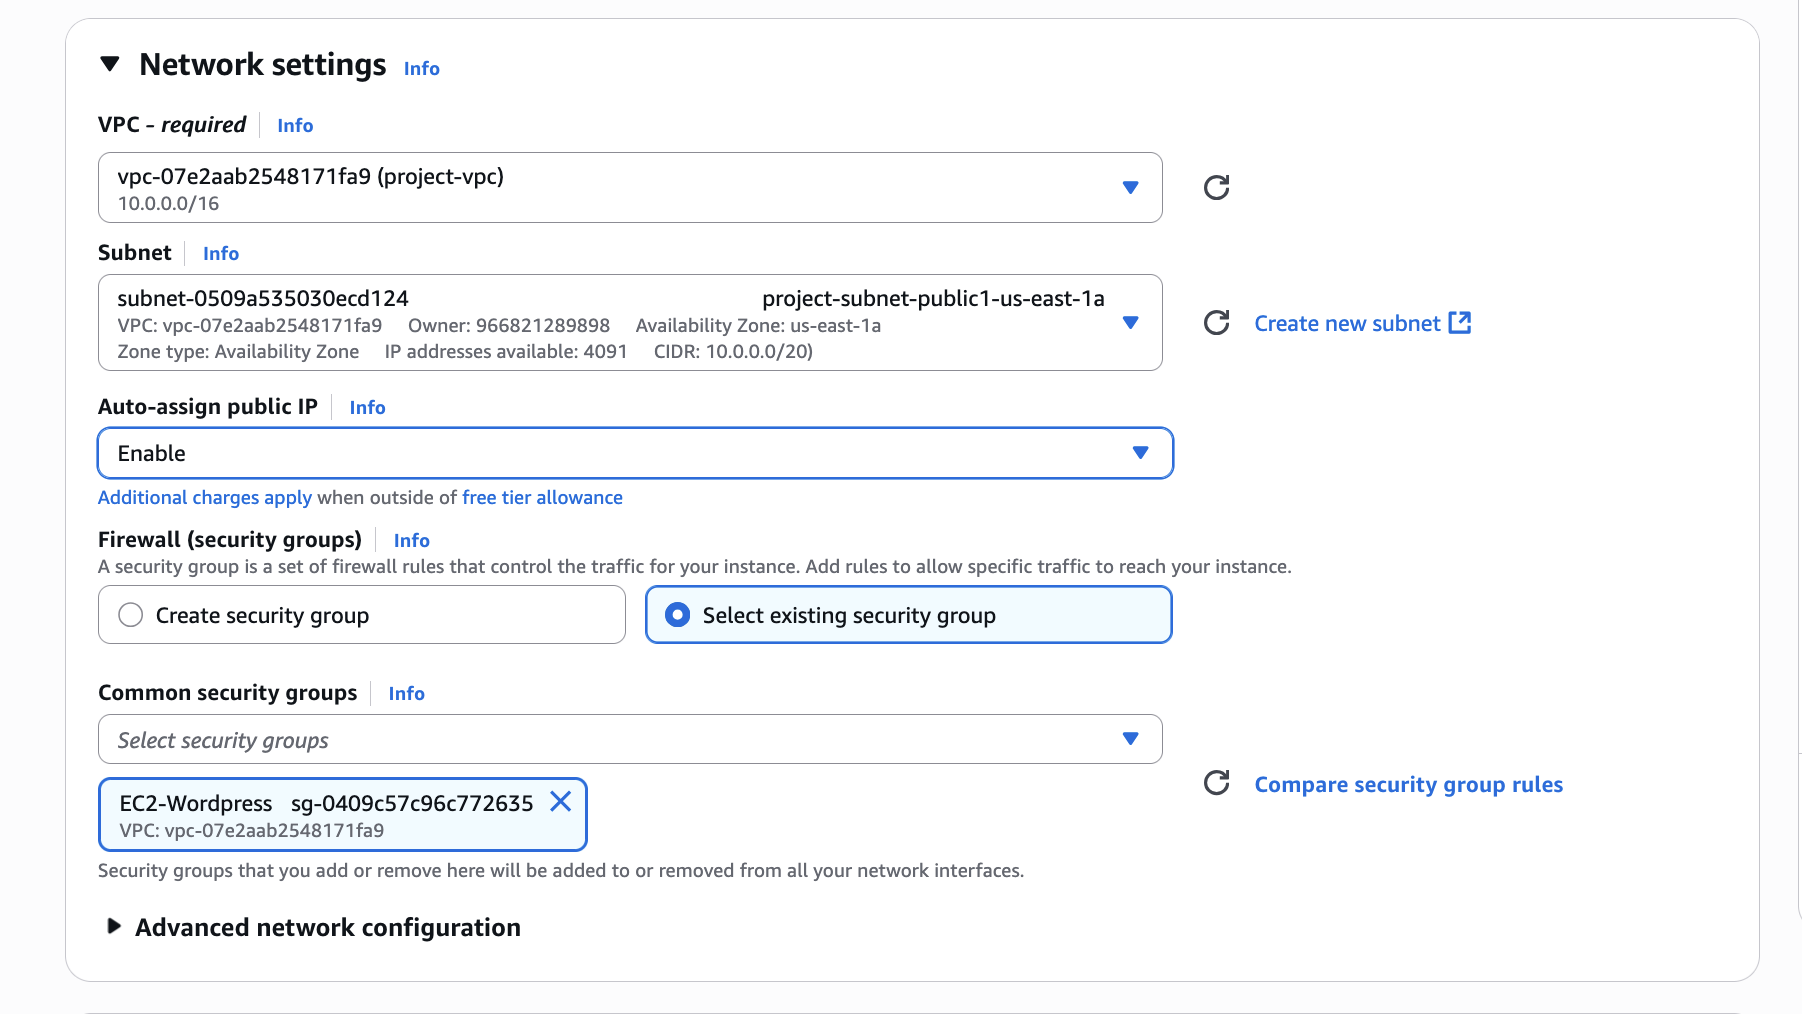 Network settings Info
VPC - required Info
vpc-07e2aab2548171fa9 (project-vpc)
10.0.0.0/16
Subnet Info
subnet-0509a535030ecd124 project-subnet-public1-us-east-1a
VPC: vpc-07e2aab2548171fa9 Owner: 966821289898 Availability Zone: us-east-1a
Zone type: Availability Zone IP addresses available: 4091 CIDR: 10.0.0.0/20)
Create new subnet
Auto-assign public IP Info
Enable
Additional charges apply when outside of free tier allowance
Firewall (security groups) Info
A security group is a set of firewall rules that control the traffic for your instance. Add rules to allow specific traffic to reach your instance.
Create security group
Select existing security group
Common security groups Info
Select security groups
EC2-Wordpress sg-0409c57c96c772635
VPC: vpc-07e2aab2548171fa9
Compare security group rules
Security groups that you add or remove here will be added to or removed from all your network interfaces.
Advanced network configuration